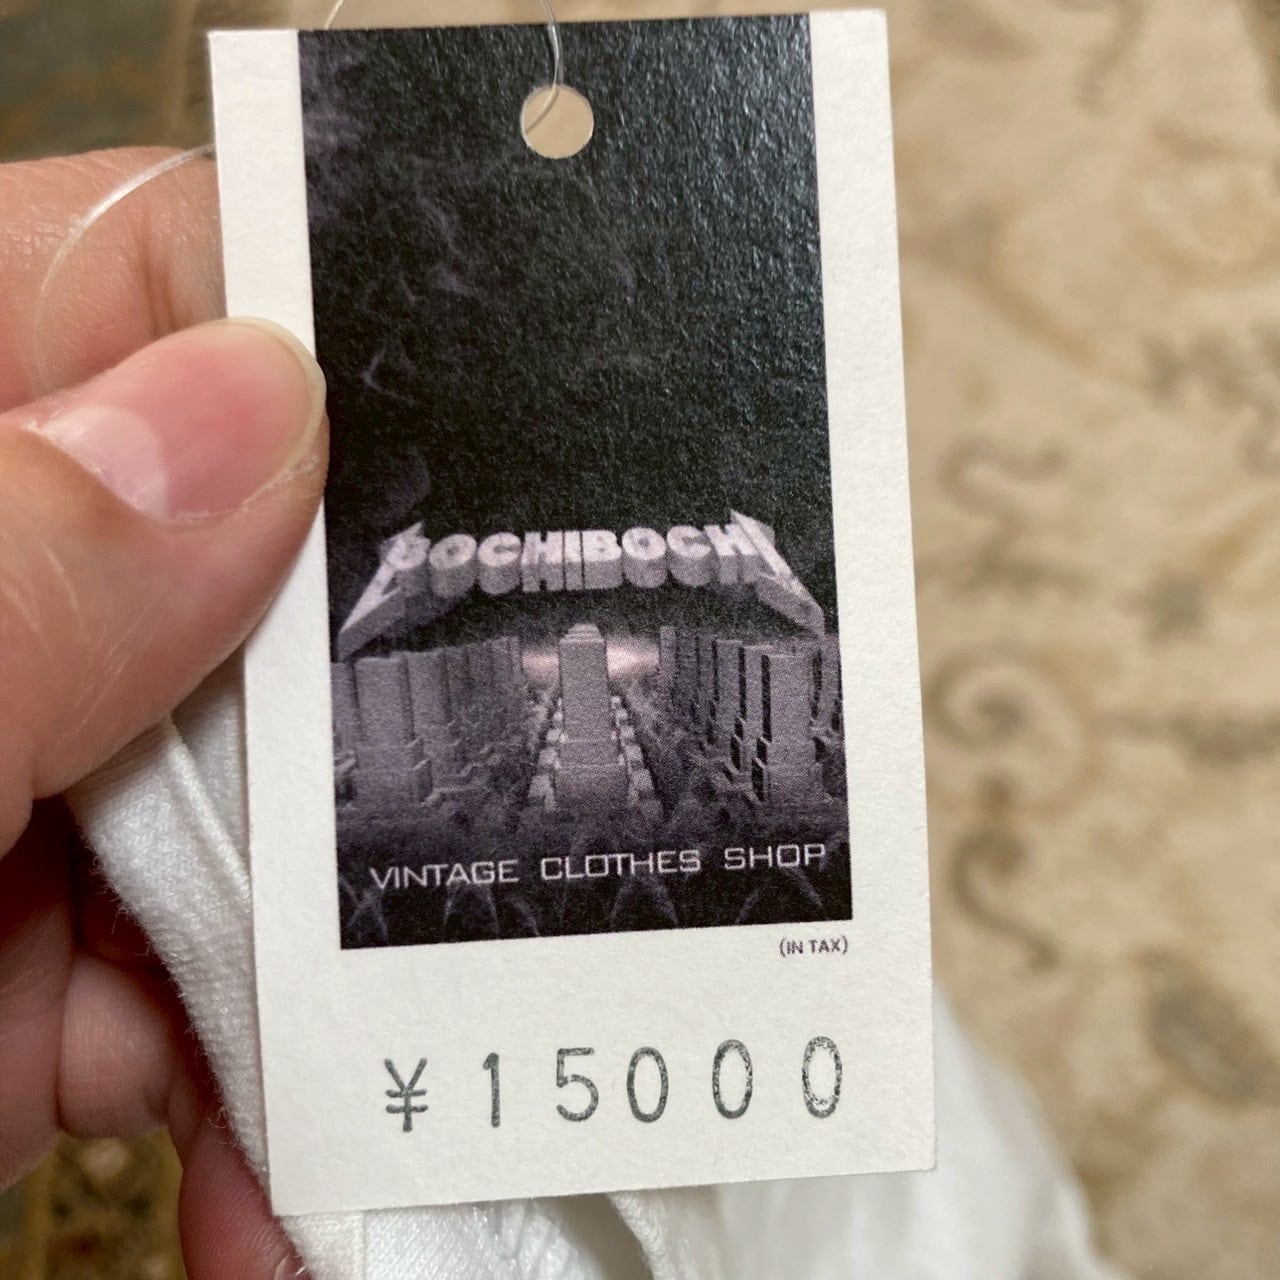 BOCHIBOCHI
VINTAGE CLOTHES SHOP
(IN TAX)
¥15000